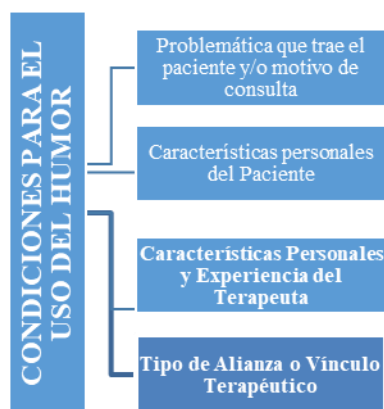 CONDICIONES PARA EL
USO DEL HUMOR
Problemática que trae el
paciente y/o motivo de
consulta
Características personales
del Paciente
Características Personales
y Experiencia del
Terapeuta
Tipo de Alianza o Vínculo
Terapéutico